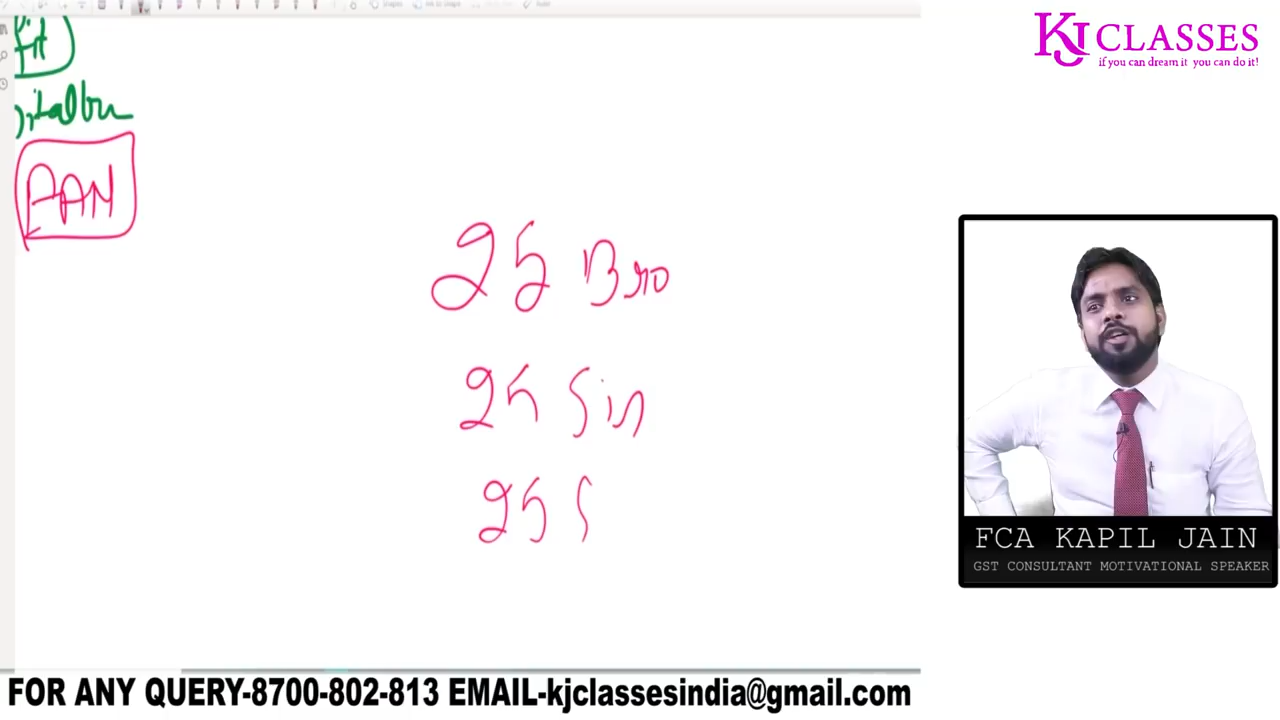 KJ CLASSES
if you can dream it you can do it!
PAN
25 Bro
25 Sis
25 S
FCA KAPIL JAIN
GST CONSULTANT MOTIVATIONAL SPEAKER
FOR ANY QUERY-8700-802-813 EMAIL-kjclassesindia@gmail.com